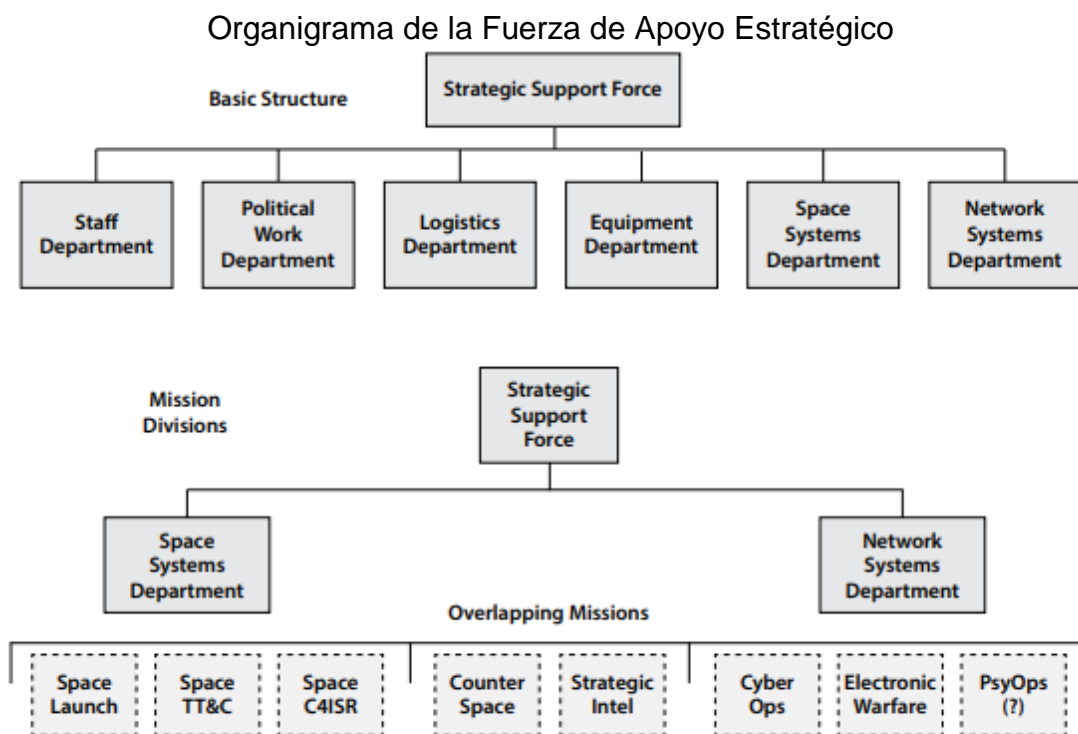 Organigrama de la Fuerza de Apoyo Estratégico
Basic Structure
Strategic Support Force
Staff
Department
Political
Work
Department
Logistics
Department
Equipment
Department
Space
Systems
Department
Network
Systems
Department
Mission
Divisions
Strategic
Support
Force
Space
Systems
Department
Network
Systems
Department
Overlapping Missions
Space
Launch
Space
TT&C
Space
C4ISR
Counter
Space
Strategic
Intel
Cyber
Ops
Electronic
Warfare
PsyOps
(?)